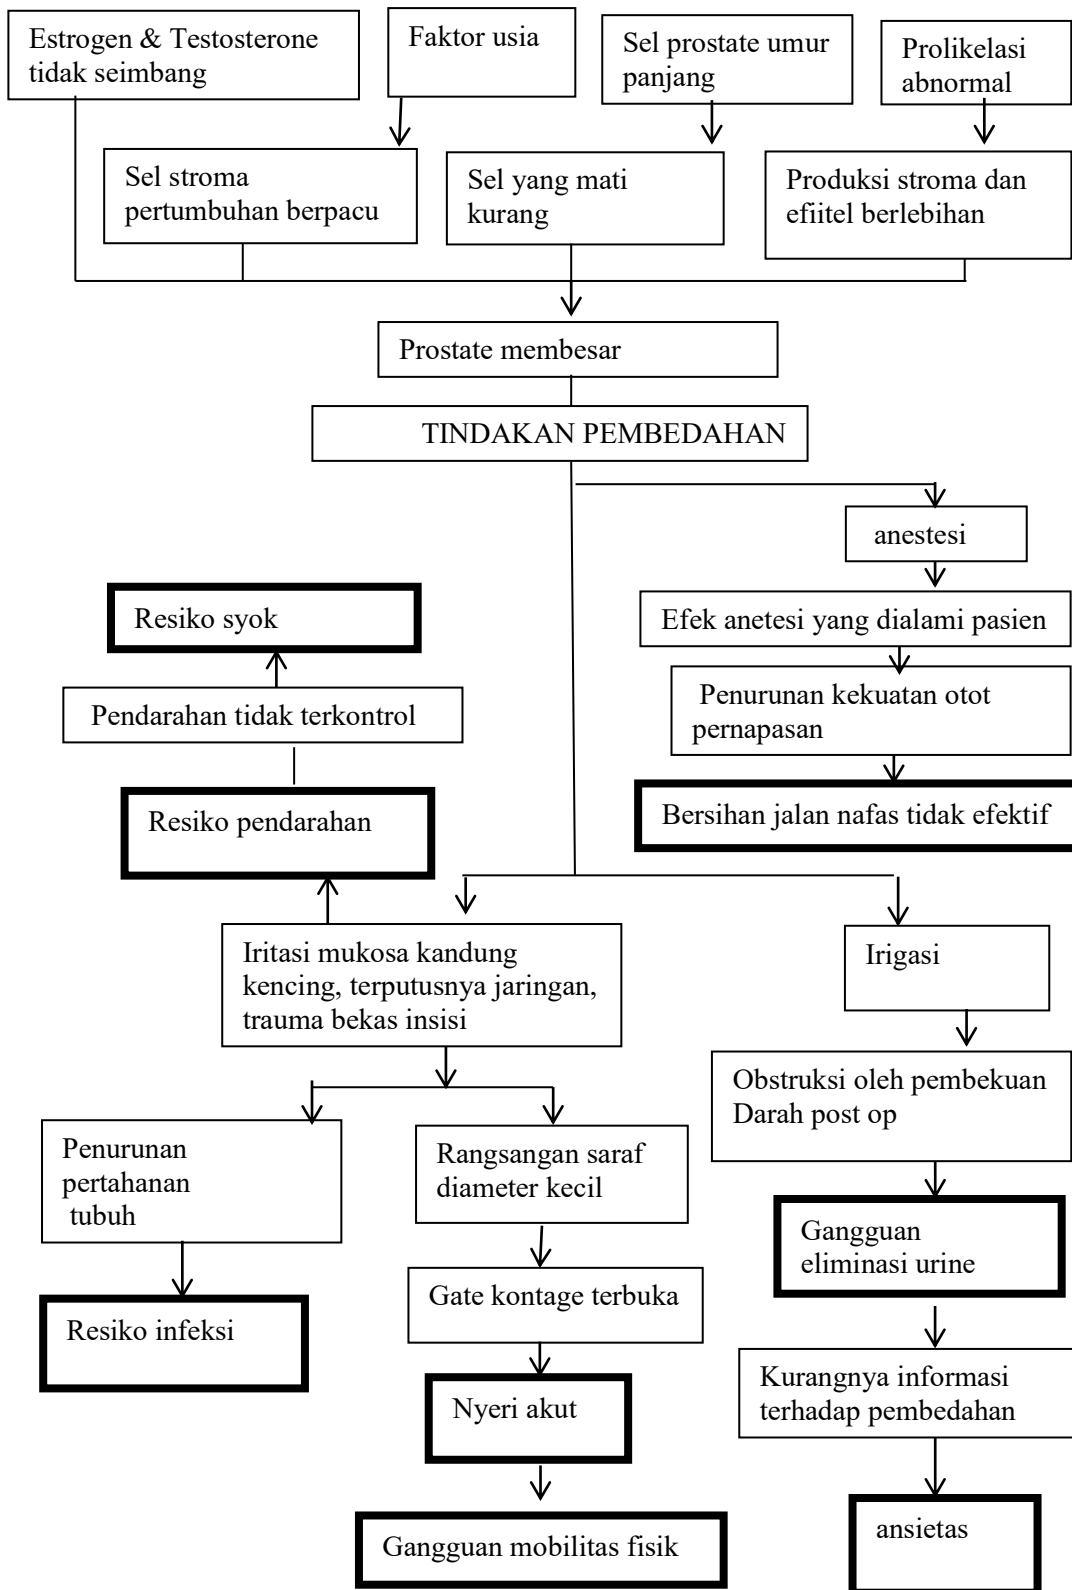 Estrogen & Testosterone
tidak seimbang
Faktor usia
Sel prostate umur
panjang
Prolikelasi
abnormal
Sel stroma
pertumbuhan berpacu
Sel yang mati
kurang
Produksi stroma dan
efiitel berlebihan
Prostate membesar
TINDAKAN PEMBEDAHAN
anestesi
Resiko syok
Efek anetesi yang dialami pasien
Pendarahan tidak terkontrol
Penurunan kekuatan otot
pernapasan
Resiko pendarahan
Bersihan jalan nafas tidak efektif
Iritasi mukosa kandung
kencing, terputusnya jaringan,
trauma bekas insisi
Irigasi
Obstruksi oleh pembekuan
Darah post op
Penurunan
pertahanan
tubuh
Rangsangan saraf
diameter kecil
Gangguan
eliminasi urine
Resiko infeksi
Gate kontage terbuka
Kurangnya informasi
terhadap pembedahan
Nyeri akut
ansietas
Gangguan mobilitas fisik